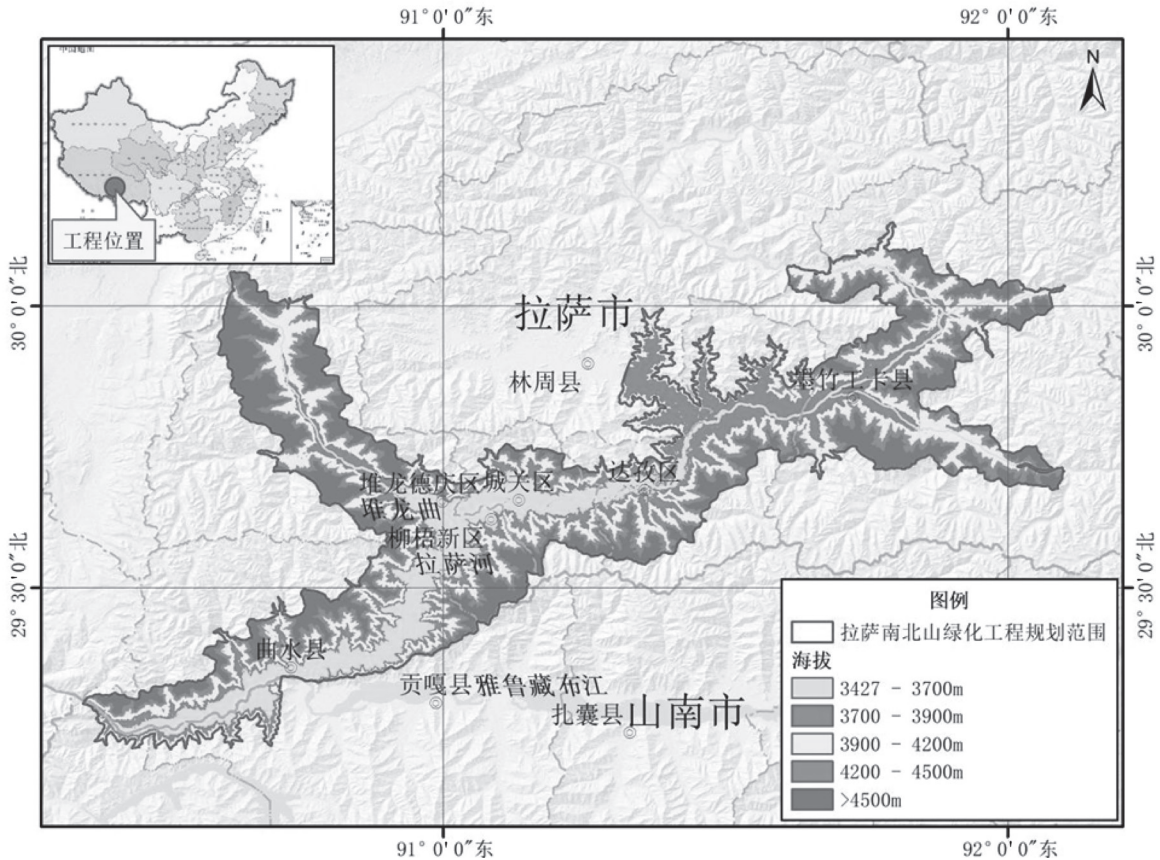 91° 0′ 0″东
92° 0′ 0″东
N
工程位置
30° 0′ 0″北
30° 0′ 0″北
拉萨市
林周县
墨竹工卡县
堆龙德庆区
城关区
达孜区
堆龙曲
柳梧新区
拉萨河
29° 30′ 0″北
29° 30′ 0″北
曲水县
贡嘎县
雅鲁藏布江
扎囊县
山南市
图例
拉萨南北山绿化工程规划范围
海拔
3427 - 3700m
3700 - 3900m
3900 - 4200m
4200 - 4500m
>4500m
91° 0′ 0″东
92° 0′ 0″东